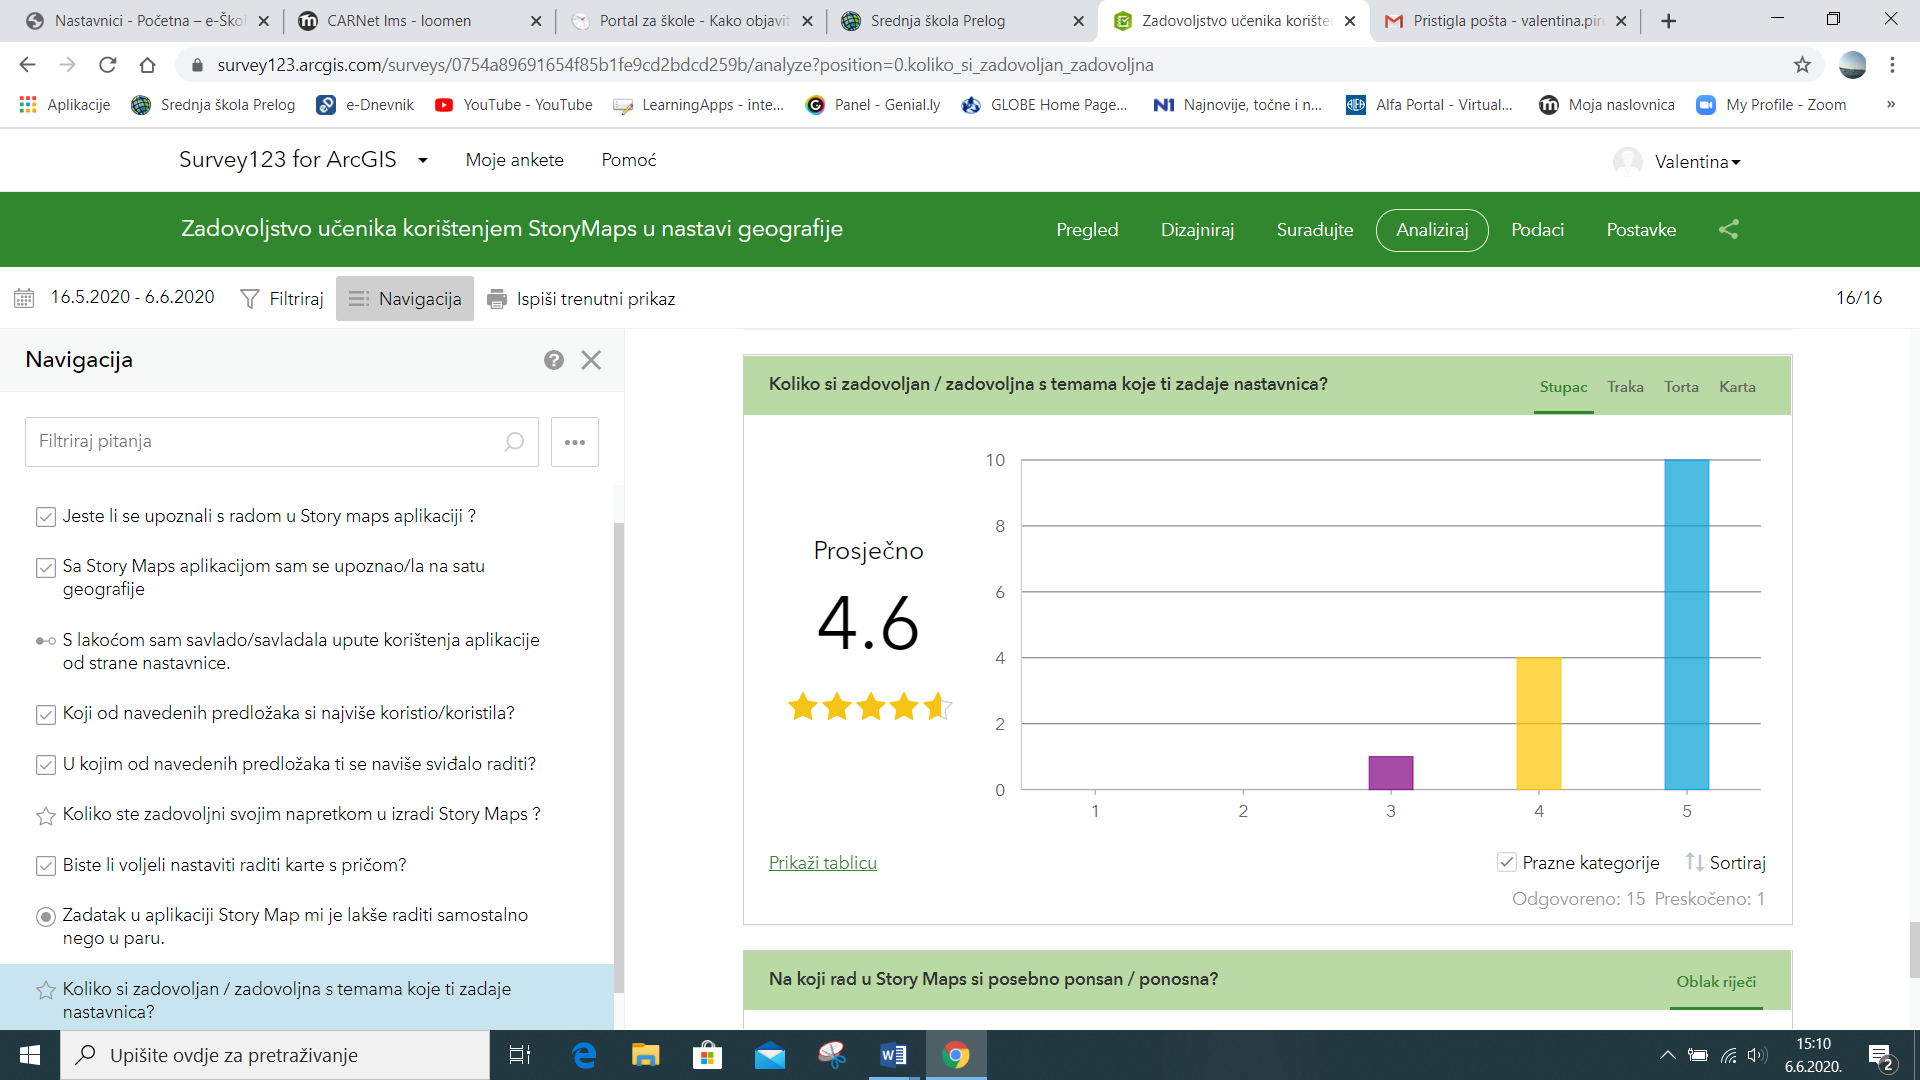 Nastavnici - Početna – e-Škol
CARNet lms - loomen
Portal za škole - Kako objavit
Srednja škola Prelog
Zadovoljstvo učenika korište
Pristigla pošta - valentina.pir
survey123.arcgis.com/surveys/0754a89691654f85b1fe9cd2bdcd259b/analyze?position=0.koliko_si_zadovoljan_zadovoljna
Aplikacije
Srednja škola Prelog
e-Dnevnik
YouTube - YouTube
LearningApps - inte...
Panel - Genial.ly
GLOBE Home Page...
N1 Najnovije, točne i n...
Alfa Portal - Virtual...
Moja naslovnica
My Profile - Zoom
»
Survey123 for ArcGIS
Moje ankete
Pomoć
Valentina
Zadovoljstvo učenika korištenjem StoryMaps u nastavi geografije
Pregled
Dizajniraj
Surađujte
Analiziraj
Podaci
Postavke
16.5.2020 - 6.6.2020
Filtriraj
Navigacija
Ispiši trenutni prikaz
16/16
Navigacija
Filtriraj pitanja
Jeste li se upoznali s radom u Story maps aplikaciji ?
Sa Story Maps aplikacijom sam se upoznao/la na satu
geografije
S lakoćom sam savlado/savladala upute korištenja aplikacije
od strane nastavnice.
Koji od navedenih predložaka si najviše koristio/koristila?
U kojim od navedenih predložaka ti se naviše sviđalo raditi?
Koliko ste zadovoljni svojim napretkom u izradi Story Maps ?
Biste li voljeli nastaviti raditi karte s pričom?
Zadatak u aplikaciji Story Map mi je lakše raditi samostalno
nego u paru.
Koliko si zadovoljan / zadovoljna s temama koje ti zadaje
nastavnica?
Koliko si zadovoljan / zadovoljna s temama koje ti zadaje nastavnica?
Stupac
Traka
Torta
Karta
Prosječno
4.6
10
8
6
4
2
0
1
2
3
4
5
Prikaži tablicu
Prazne kategorije
Sortiraj
Odgovoreno: 15 Preskočeno: 1
Na koji rad u Story Maps si posebno ponsan / ponosna?
Oblak riječi
Upišite ovdje za pretraživanje
15:10
6.6.2020.
2